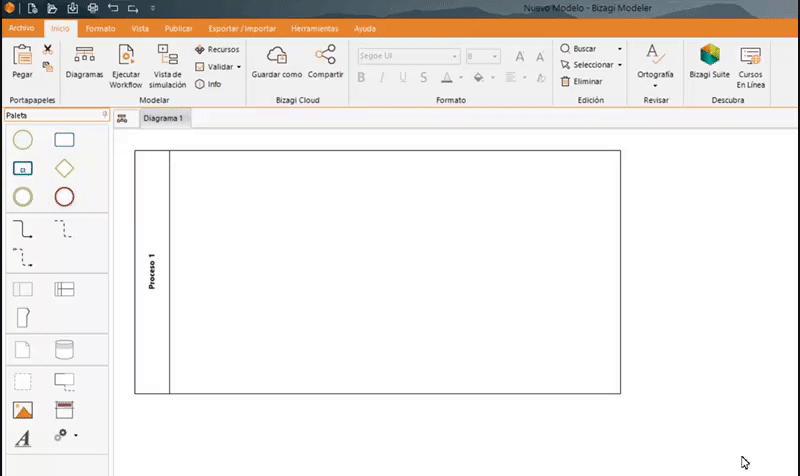 Nuevo Modelo - Bizagi Modeler
Archivo Inicio Formato Vista Publicar Exportar / Importar Herramientas Ayuda
Pegar
Portapapeles
Diagramas
Ejecutar
Workflow
Vista de
simulación
Recursos
Validar
Info
Modelar
Guardar como
Compartir
Bizagi Cloud
Segoe UI
8
B I U S A
Formato
Buscar
Seleccionar
Eliminar
Edición
Ortografía
Revisar
Bizagi Suite
Cursos
En Línea
Descubra
Paleta
Diagrama 1
Proceso 1